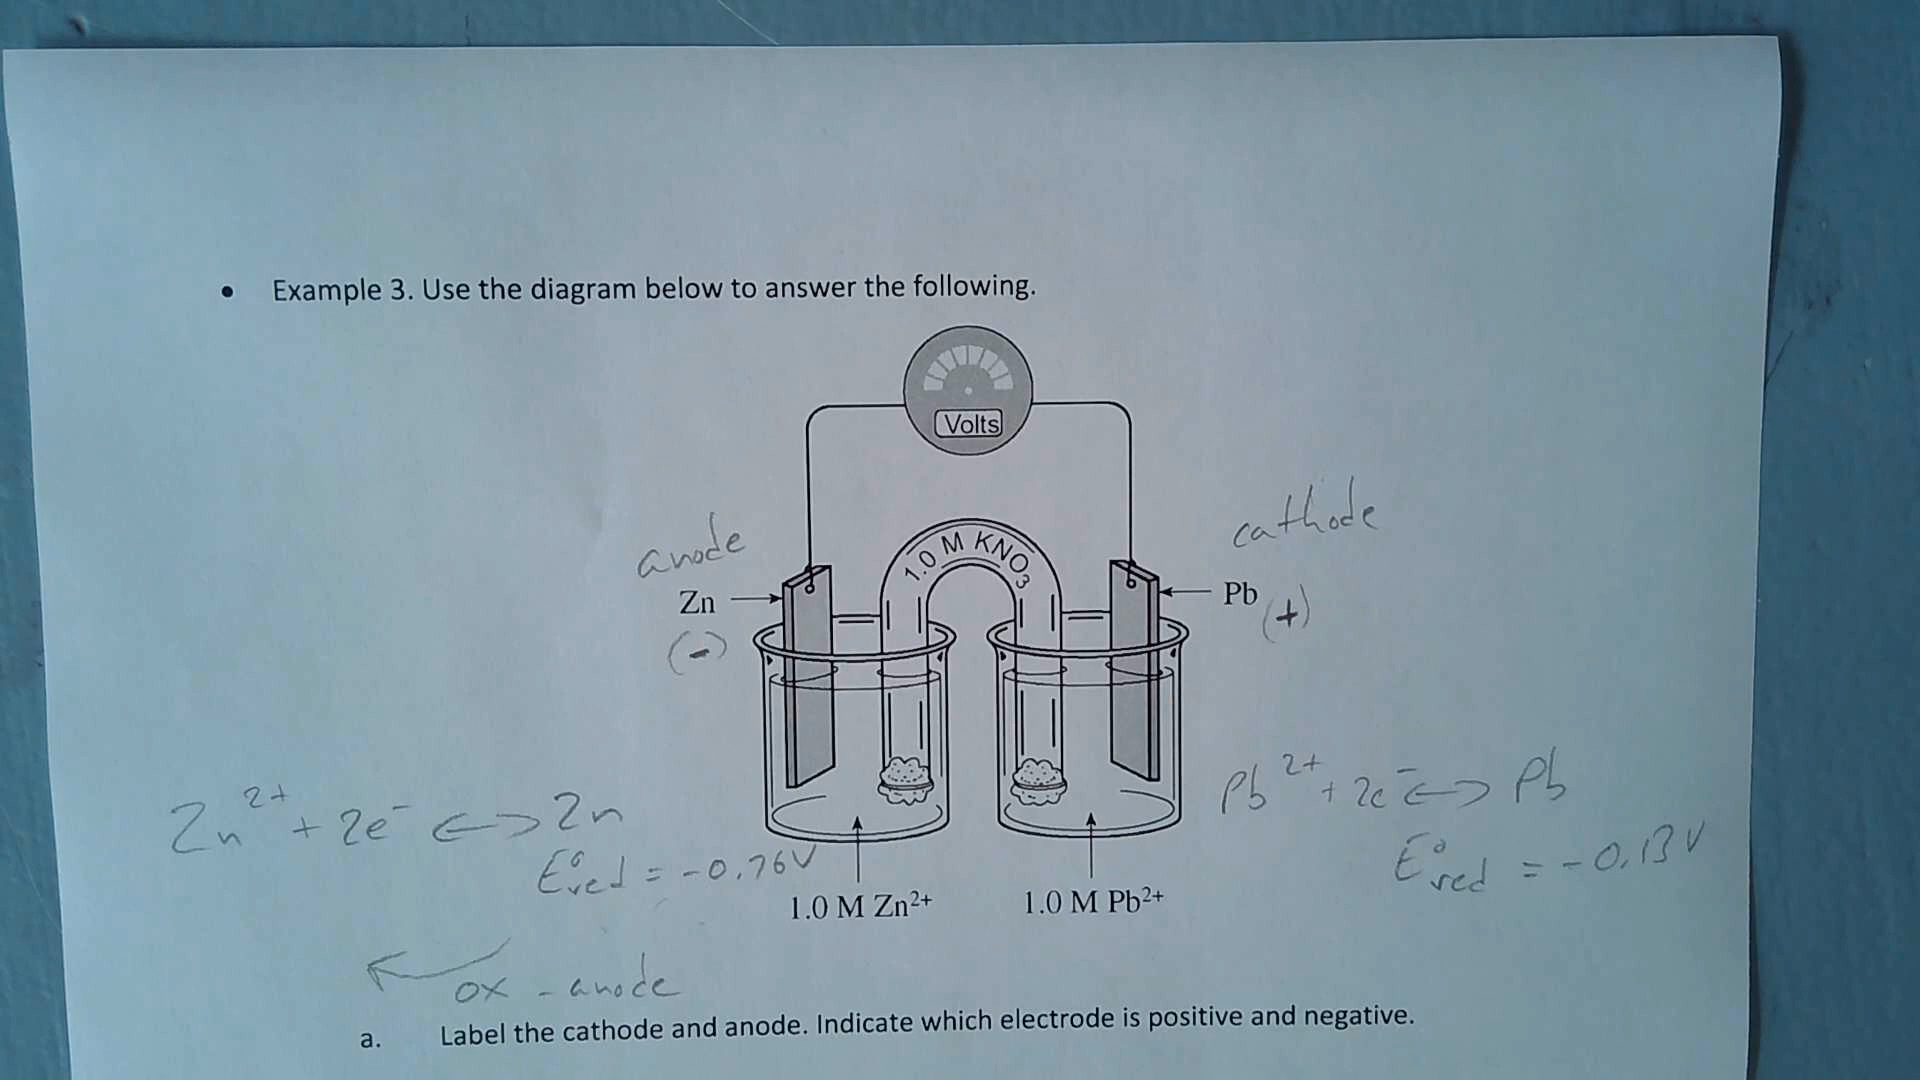 • Example 3. Use the diagram below to answer the following.
Volts
1.0 M KNO₃
anode
cathode
Zn
Pb
(-)
(+)
Zn²⁺ + 2e⁻ ⟷ Zn
E°red = -0.76V
Pb²⁺ + 2e⁻ ⟷ Pb
E°red = -0.13V
1.0 M Zn²⁺
1.0 M Pb²⁺
ox - anode
a. Label the cathode and anode. Indicate which electrode is positive and negative.